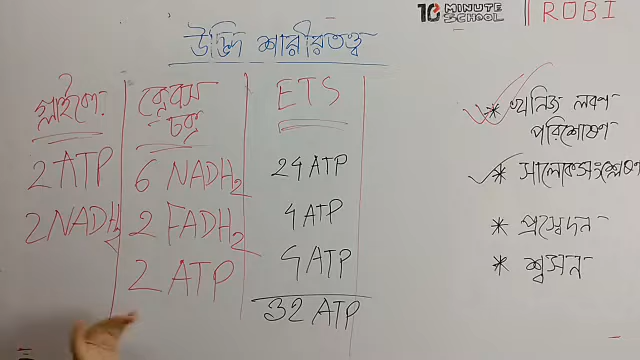 10 MINUTE SCHOOL
ROBI
উদ্ভিদ শারীরতত্ত্ব
গ্লাইকো:
2 ATP
2 NADH2
ক্রেবস
চক্র
6 NADH2
2 FADH2
2 ATP
ETS
24 ATP
4 ATP
4 ATP
32 ATP
* খনিজ লবণ
পরিশোষণ
* সালোকসংশ্লেষণ
* প্রস্বেদন
* শ্বসন